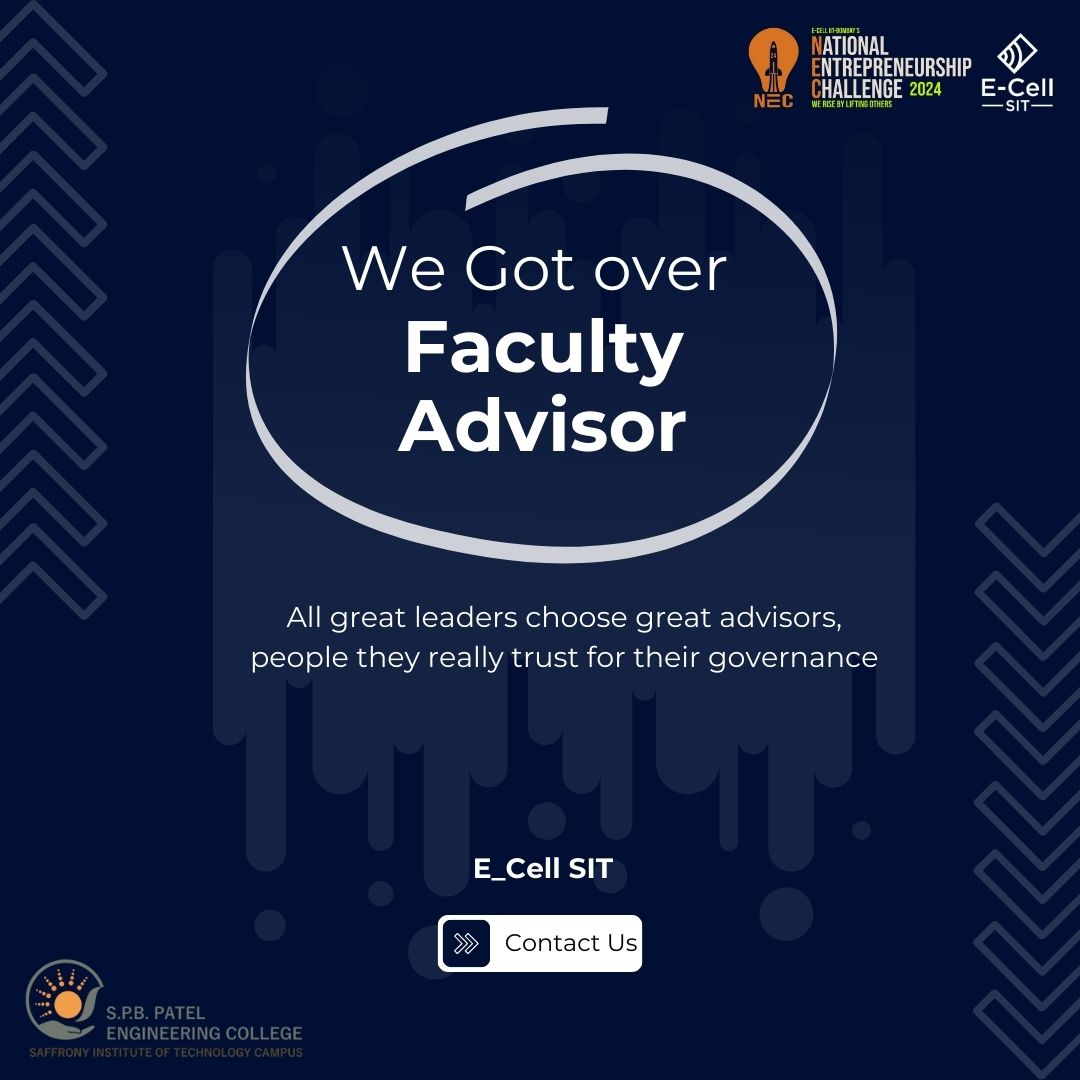 E-CELL IIT-BOMBAY'S
NATIONAL
ENTREPRENEURSHIP
CHALLENGE 2024
WE RISE BY LIFTING OTHERS
24
NEC
E-Cell
SIT
We Got over
Faculty
Advisor
All great leaders choose great advisors,
people they really trust for their governance
E_Cell SIT
Contact Us
S.P.B. PATEL
ENGINEERING COLLEGE
SAFFRONY INSTITUTE OF TECHNOLOGY CAMPUS